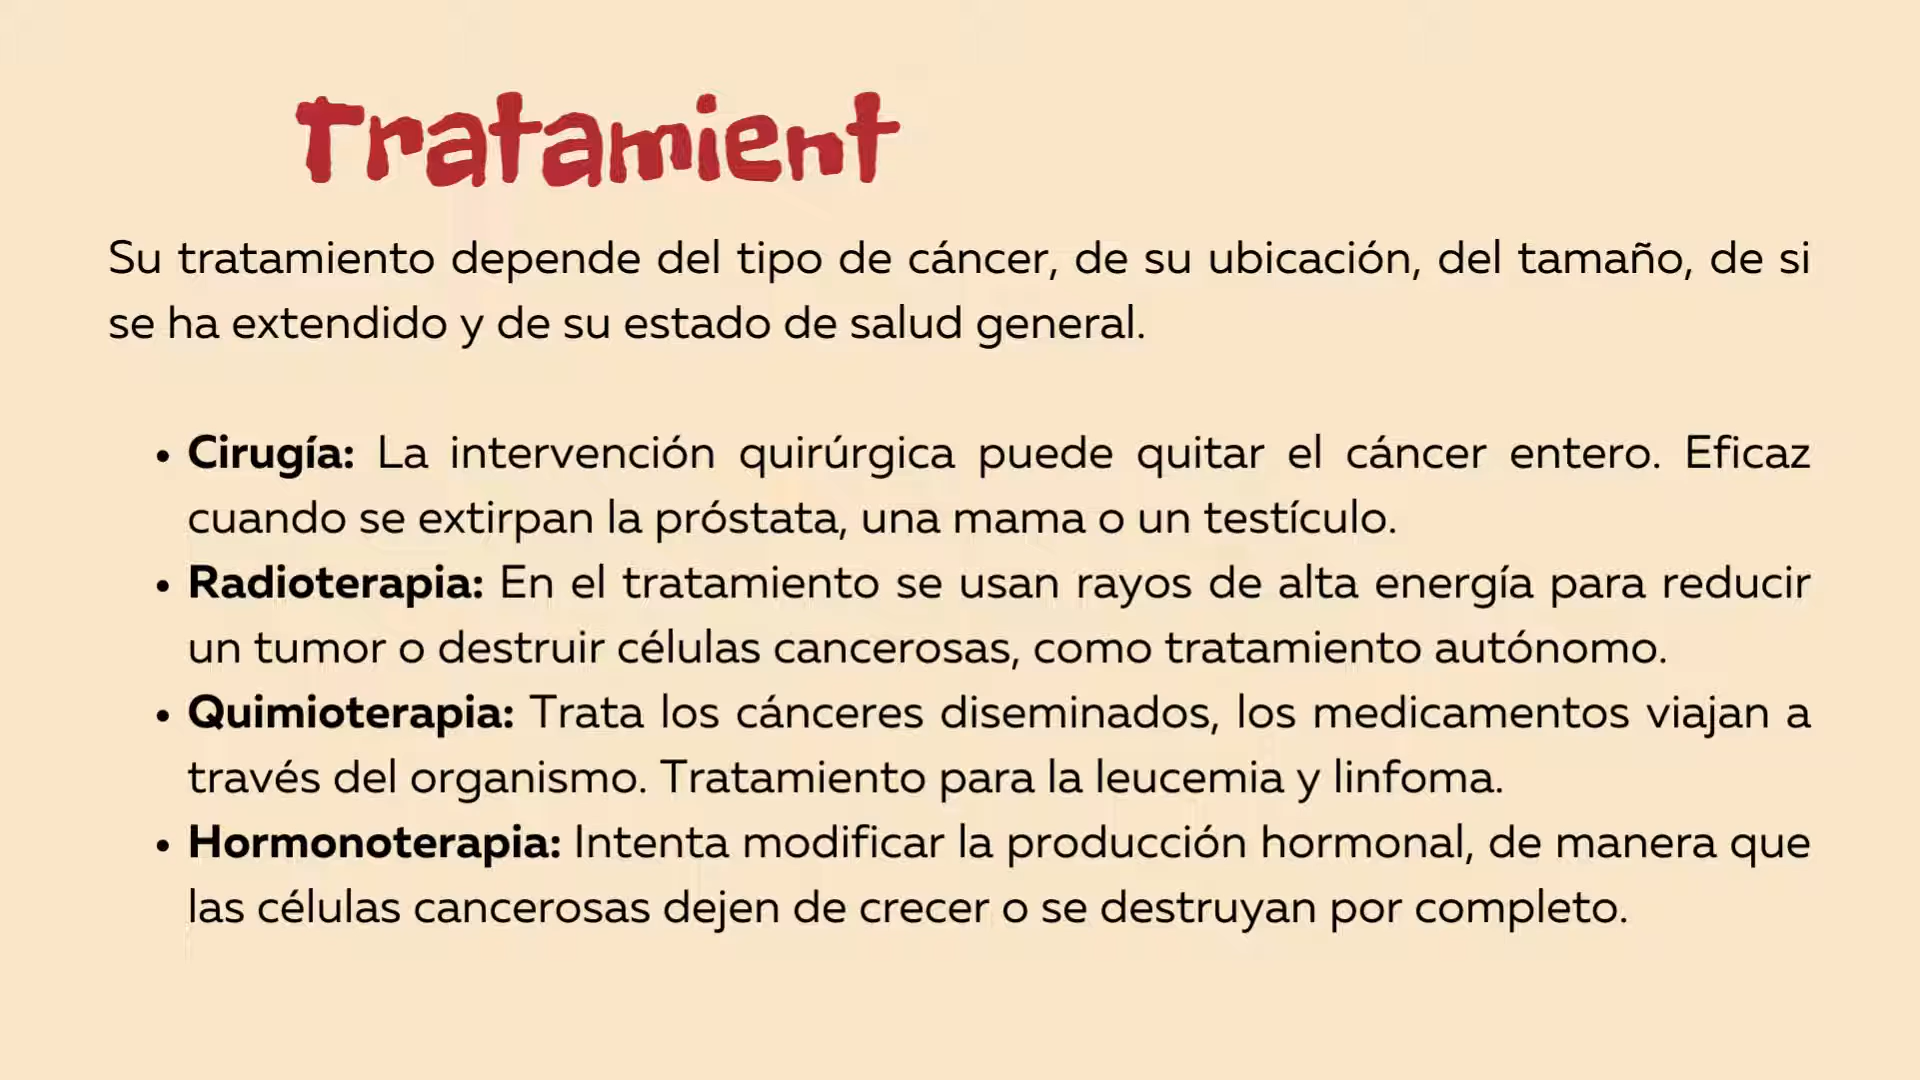 Tratamient
Su tratamiento depende del tipo de cáncer, de su ubicación, del tamaño, de si
se ha extendido y de su estado de salud general.
• Cirugía: La intervención quirúrgica puede quitar el cáncer entero. Eficaz
cuando se extirpan la próstata, una mama o un testículo.
• Radioterapia: En el tratamiento se usan rayos de alta energía para reducir
un tumor o destruir células cancerosas, como tratamiento autónomo.
• Quimioterapia: Trata los cánceres diseminados, los medicamentos viajan a
través del organismo. Tratamiento para la leucemia y linfoma.
• Hormonoterapia: Intenta modificar la producción hormonal, de manera que
las células cancerosas dejen de crecer o se destruyan por completo.